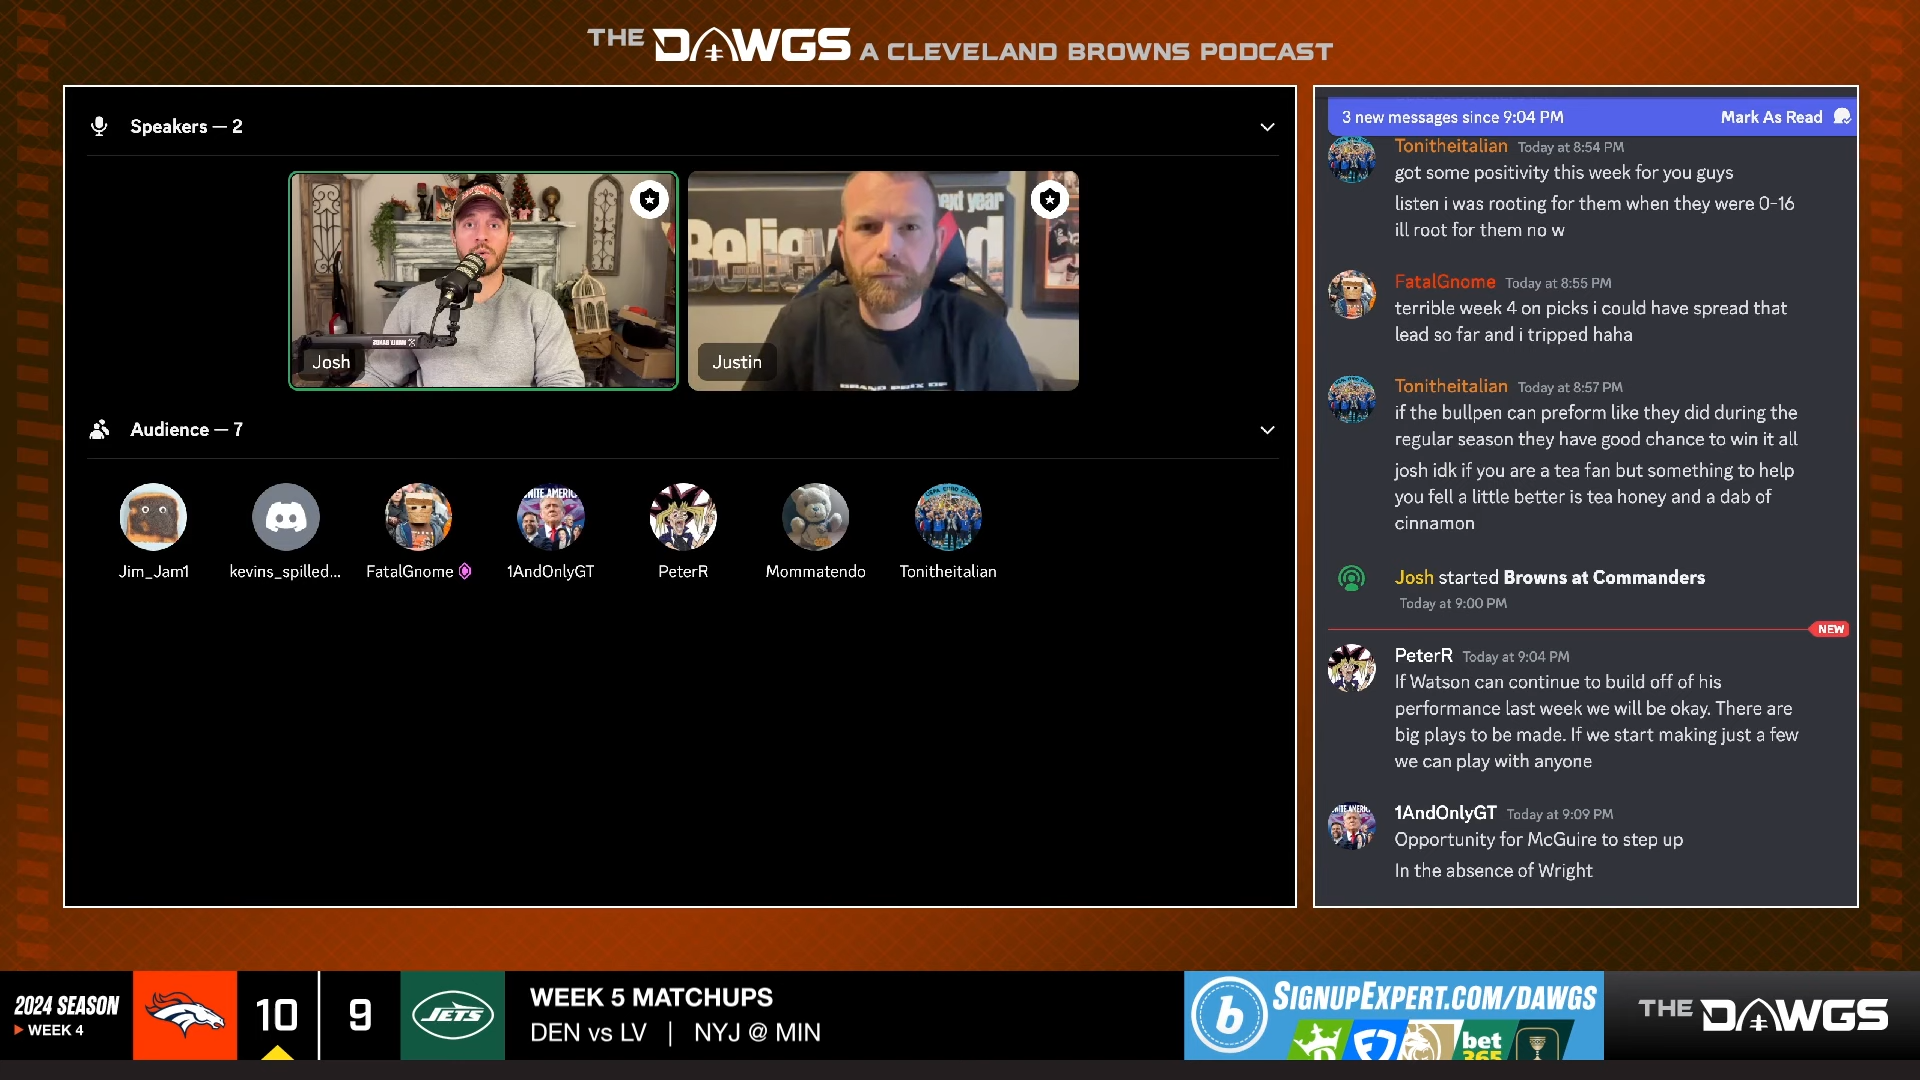 THE DAWGS A CLEVELAND BROWNS PODCAST
Speakers — 2
Josh
Justin
Believeland
next year
GRAND PRIX OF
Audience — 7
Jim_Jam1
kevins_spilled...
FatalGnome
1AndOnlyGT
PeterR
Mommatendo
Tonitheitalian
3 new messages since 9:04 PM
Mark As Read
Tonitheitalian Today at 8:54 PM
got some positivity this week for you guys
listen i was rooting for them when they were 0-16
ill root for them no w
FatalGnome Today at 8:55 PM
terrible week 4 on picks i could have spread that
lead so far and i tripped haha
Tonitheitalian Today at 8:57 PM
if the bullpen can preform like they did during the
regular season they have good chance to win it all
josh idk if you are a tea fan but something to help
you fell a little better is tea honey and a dab of
cinnamon
Josh started Browns at Commanders
Today at 9:00 PM
NEW
PeterR Today at 9:04 PM
If Watson can continue to build off of his
performance last week we will be okay. There are
big plays to be made. If we start making just a few
we can play with anyone
1AndOnlyGT Today at 9:09 PM
Opportunity for McGuire to step up
In the absence of Wright
2024 SEASON
WEEK 4
10
9
JETS
WEEK 5 MATCHUPS
DEN vs LV | NYJ @ MIN
b
SIGNUPEXPERT.COM/DAWGS
bet
365
THE DAWGS